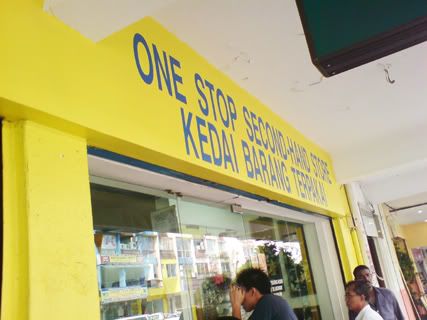 ONE STOP SECOND-HAND STORE
KEDAI BARANG TERPAKAI